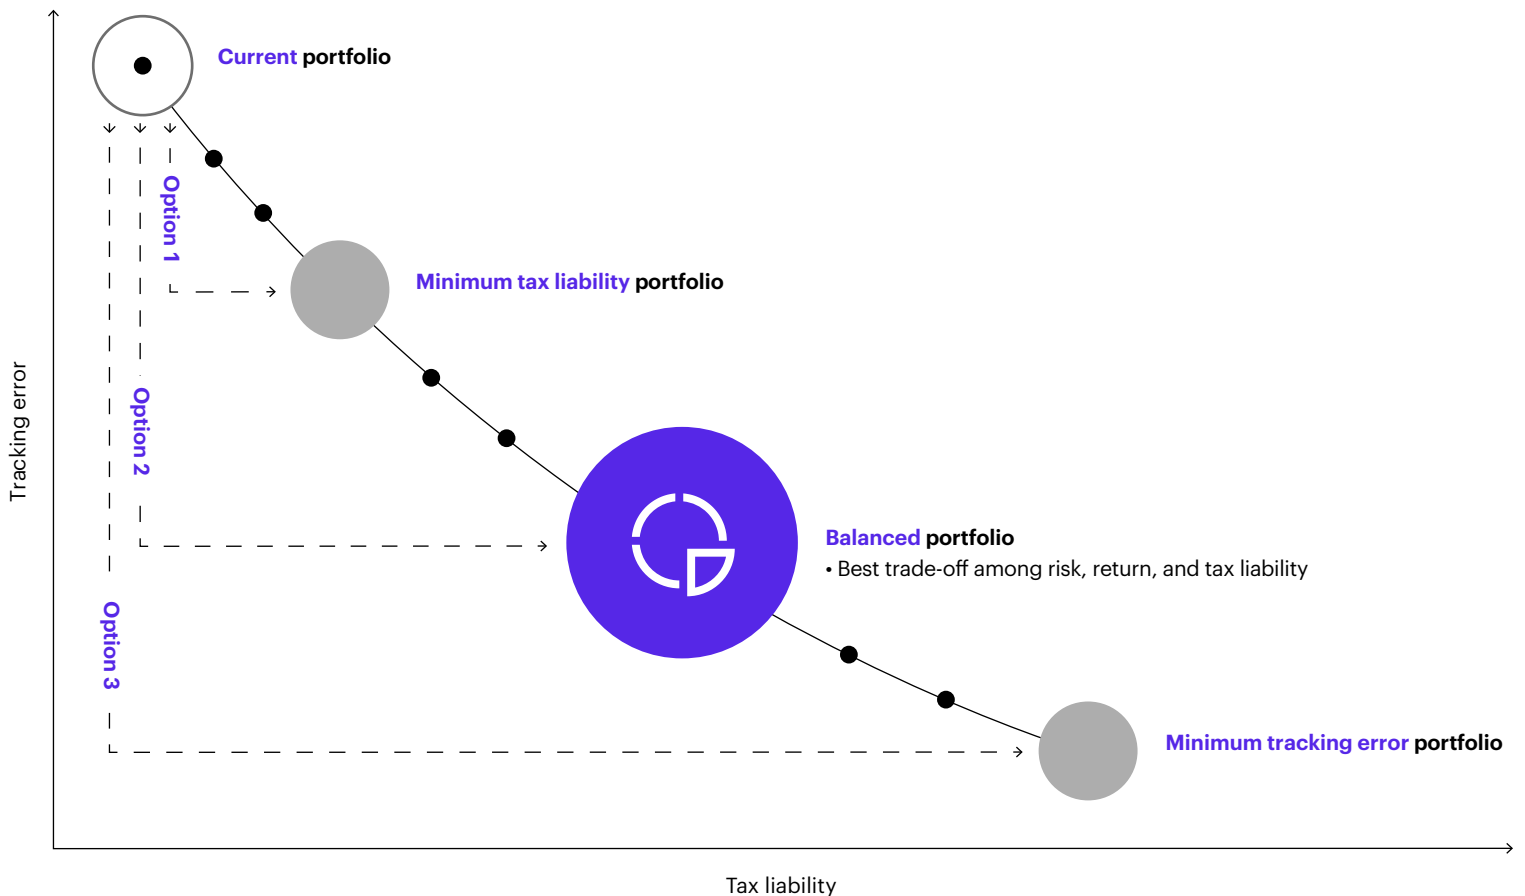 Current portfolio
Option 1
Minimum tax liability portfolio
Tracking error
Option 2
Balanced portfolio
• Best trade-off among risk, return, and tax liability
Option 3
Minimum tracking error portfolio
Tax liability